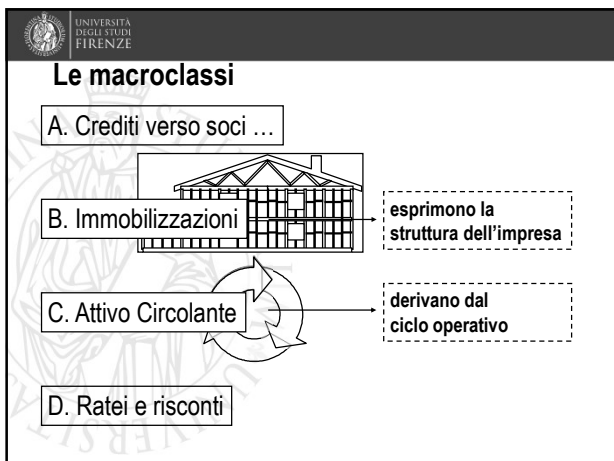 UNIVERSITÀ
DEGLI STUDI
FIRENZE
Le macroclassi
A. Crediti verso soci …
B. Immobilizzazioni
esprimono la
struttura dell’impresa
C. Attivo Circolante
derivano dal
ciclo operativo
D. Ratei e risconti